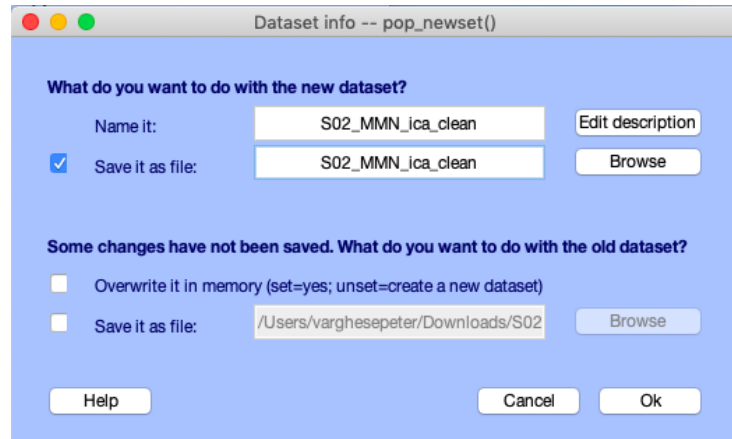 Dataset info -- pop_newset()
What do you want to do with the new dataset?
Name it: S02_MMN_ica_clean Edit description
Save it as file: S02_MMN_ica_clean Browse
Some changes have not been saved. What do you want to do with the old dataset?
Overwrite it in memory (set=yes; unset=create a new dataset)
Save it as file: /Users/varghesepeter/Downloads/S02 Browse
Help Cancel Ok